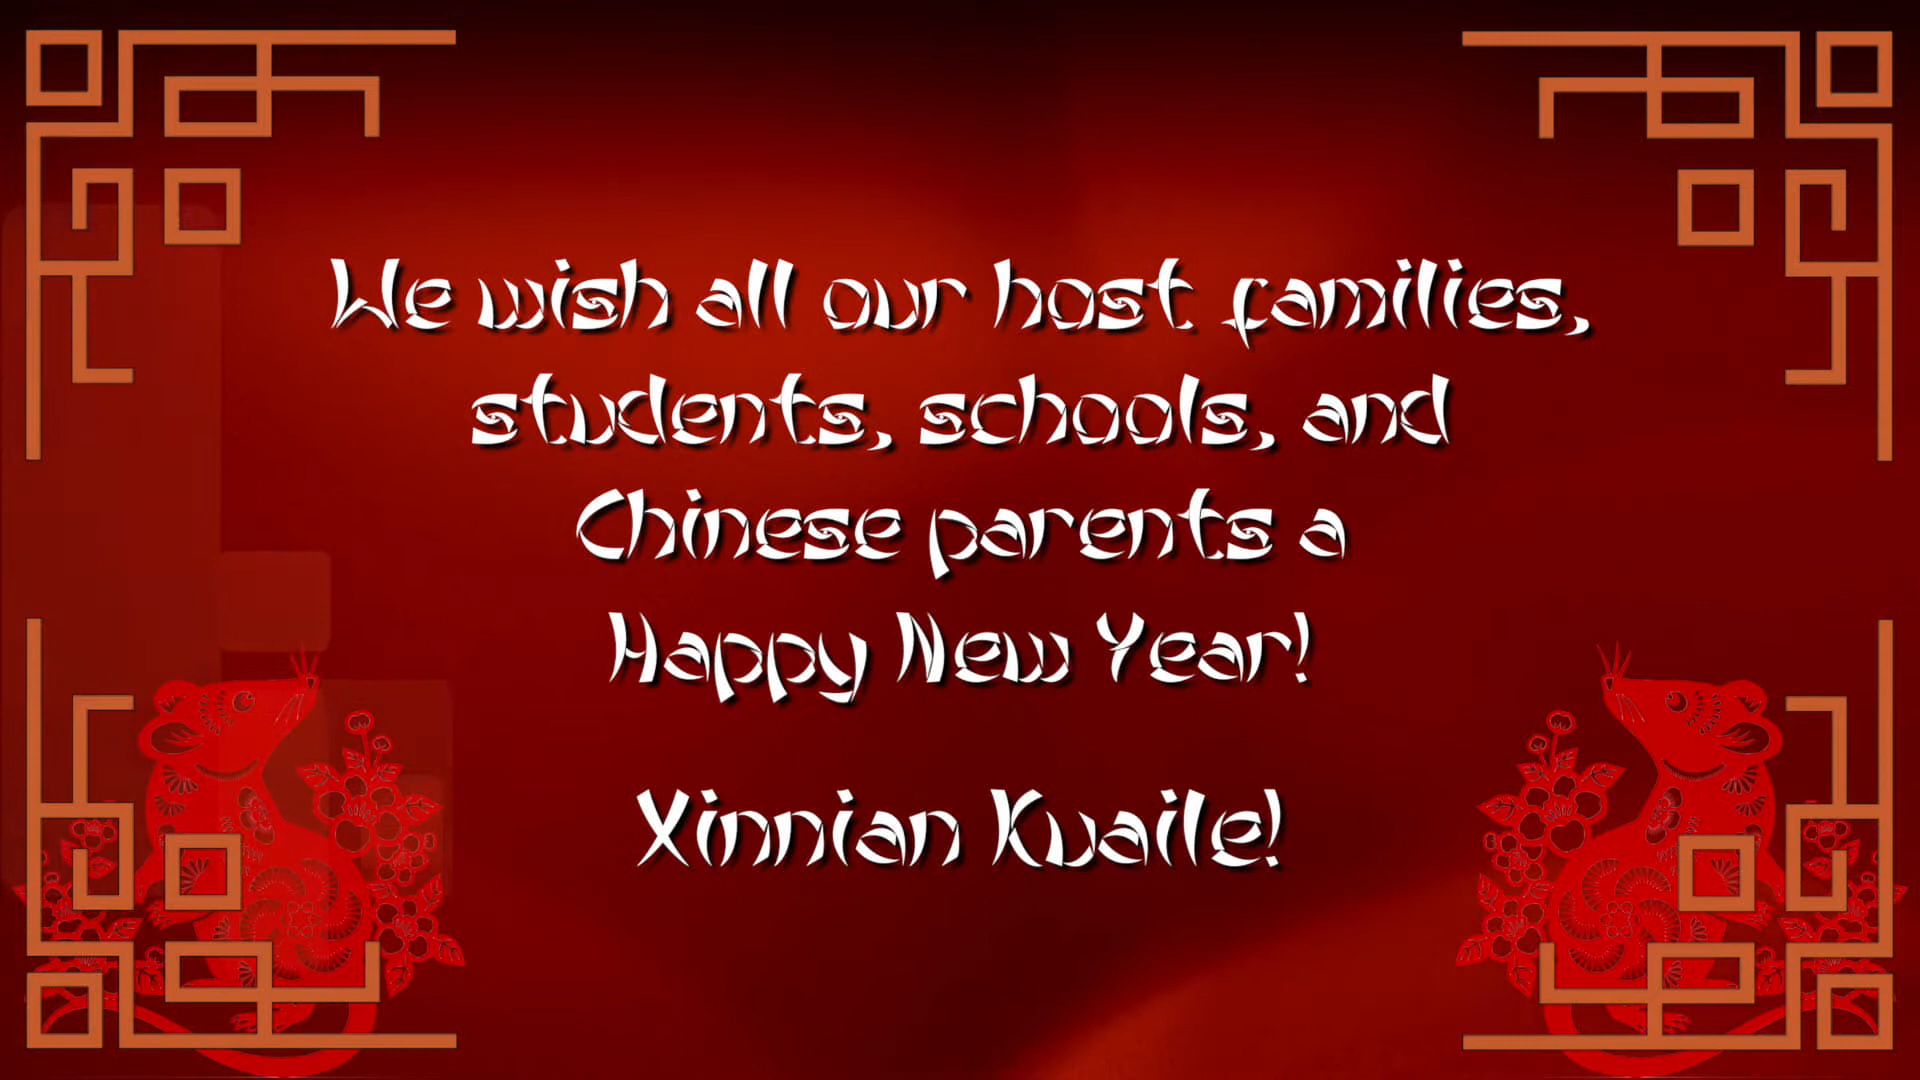 We wish all our host families,
students, schools, and
Chinese parents a
Happy New Year!
Xinnian Kuaile!